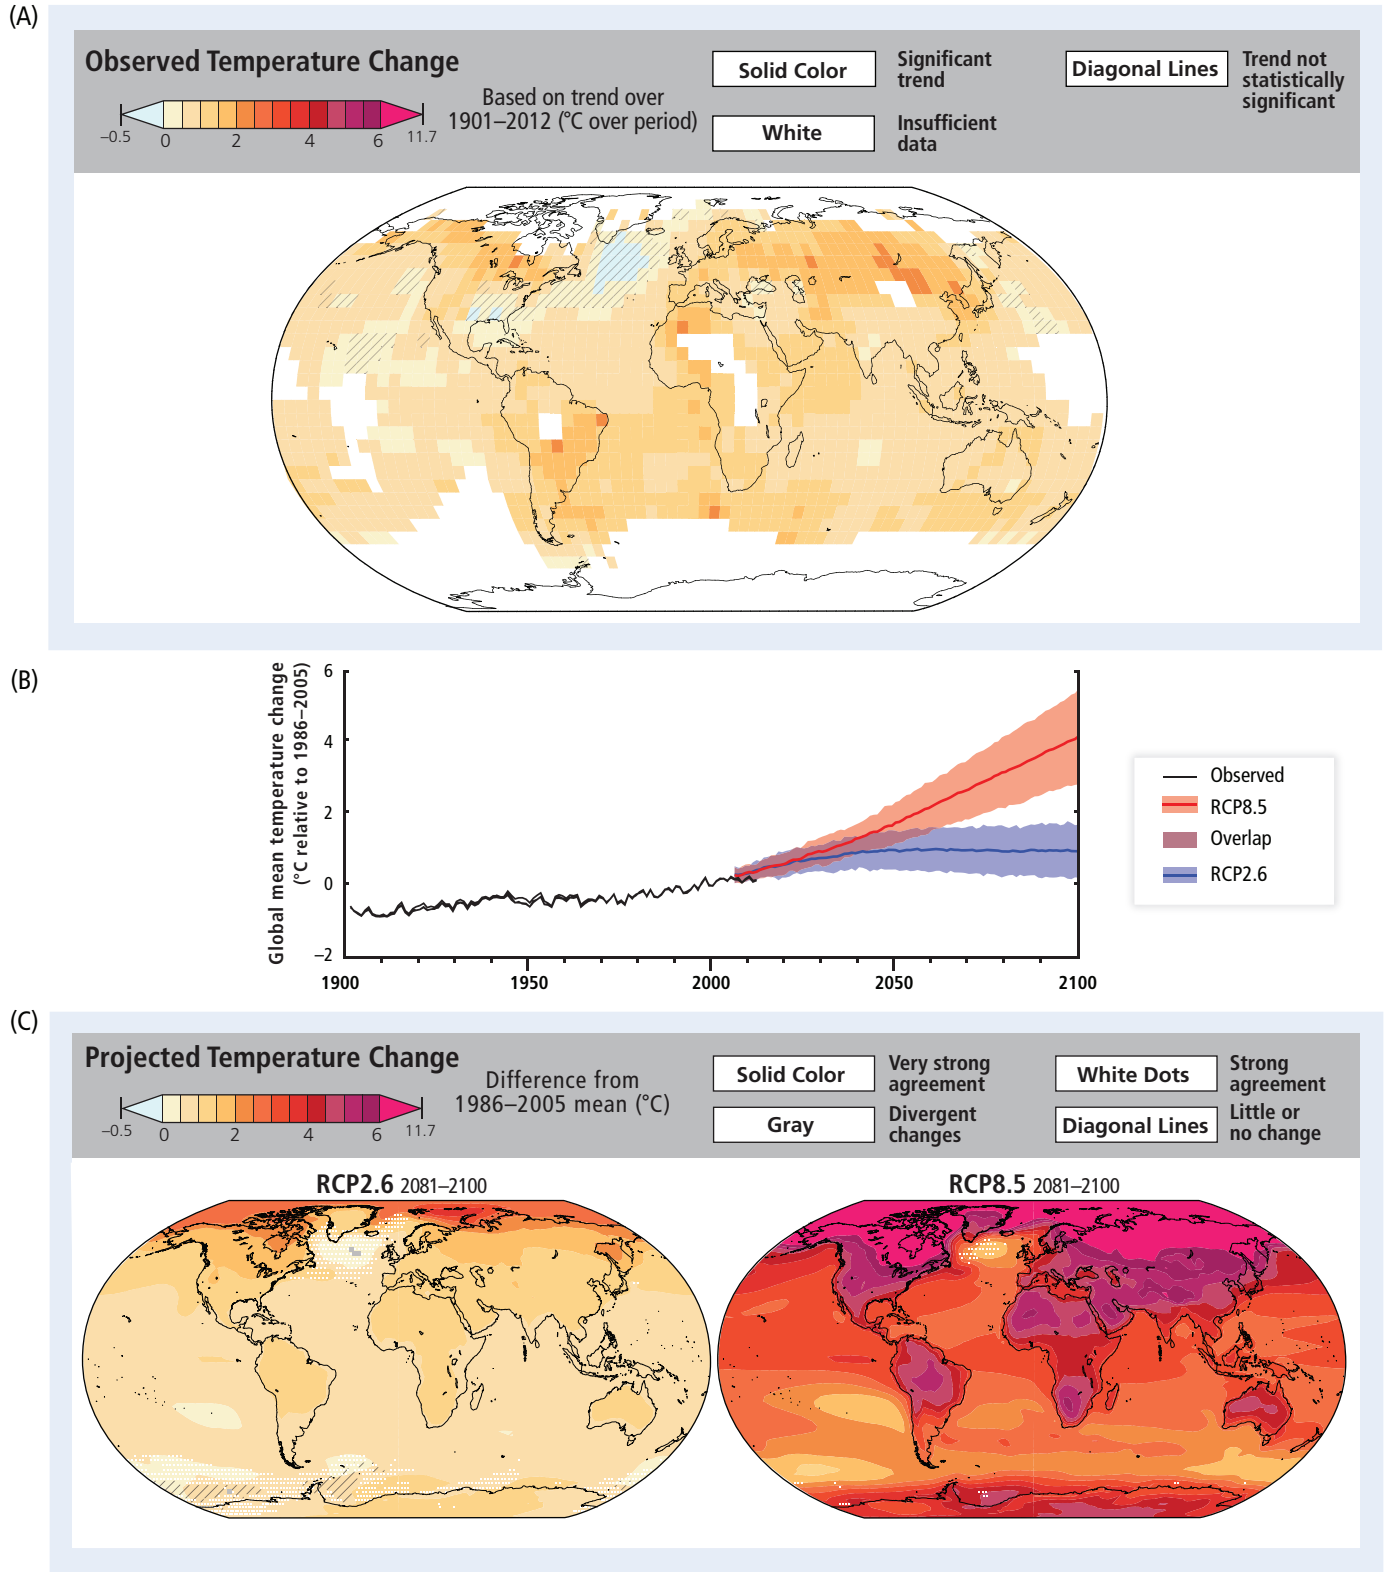 (A)
Observed Temperature Change
–0.5
0
2
4
6
11.7
Based on trend over
1901–2012 (°C over period)
Solid Color
Significant
trend
Diagonal Lines
Trend not
statistically
significant
White
Insufficient
data
(B)
Global mean temperature change
(°C relative to 1986–2005)
6
4
2
0
–2
1900
1950
2000
2050
2100
Observed
RCP8.5
Overlap
RCP2.6
(C)
Projected Temperature Change
–0.5
0
2
4
6
11.7
Difference from
1986–2005 mean (°C)
Solid Color
Very strong
agreement
White Dots
Strong
agreement
Gray
Divergent
changes
Diagonal Lines
Little or
no change
RCP2.6 2081–2100
RCP8.5 2081–2100